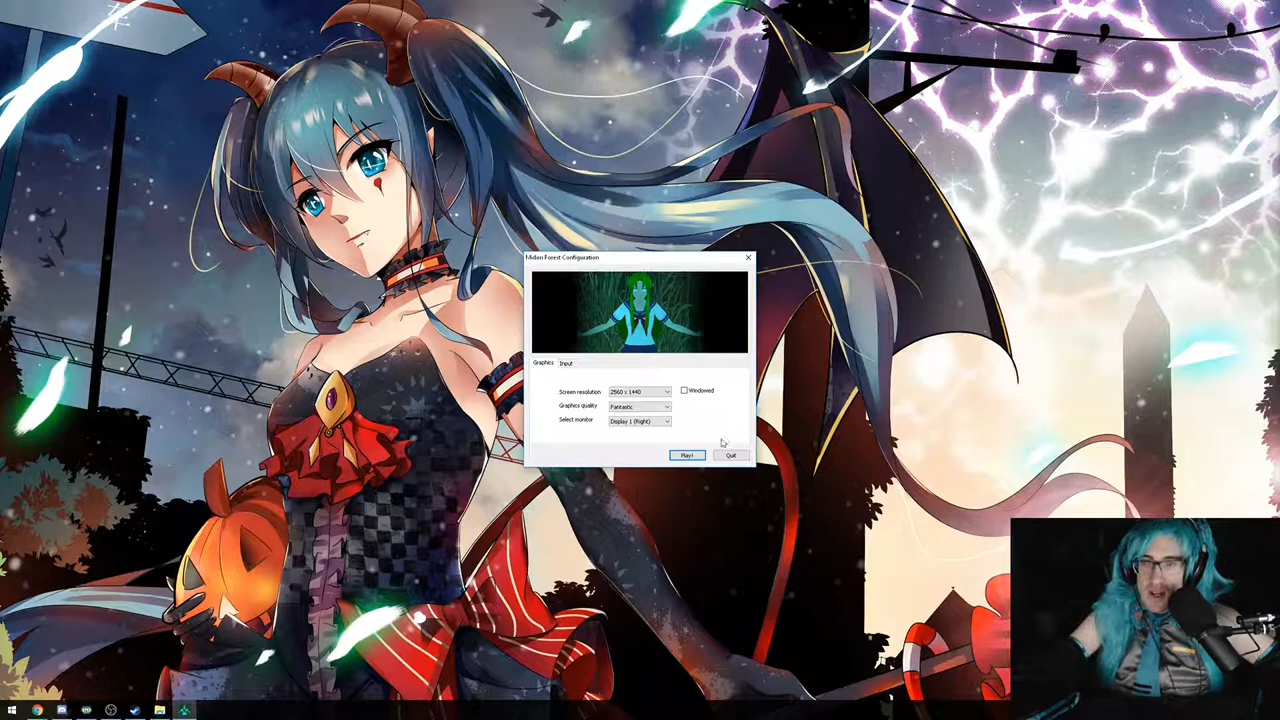 Midori Forest Configuration
Graphics
Input
Screen resolution 2560 x 1440 Windowed
Graphics quality Fantastic
Select monitor Display 1 (Right)
Play! Quit